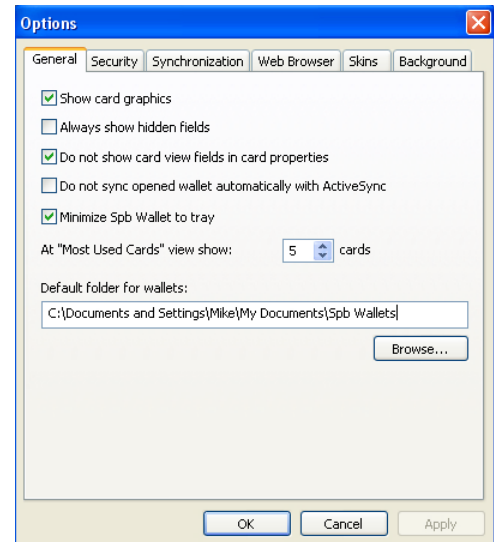 Options
General Security Synchronization Web Browser Skins Background
Show card graphics
Always show hidden fields
Do not show card view fields in card properties
Do not sync opened wallet automatically with ActiveSync
Minimize Spb Wallet to tray
At "Most Used Cards" view show: 5 cards
Default folder for wallets:
C:\Documents and Settings\Mike\My Documents\Spb Wallets
Browse...
OK Cancel Apply